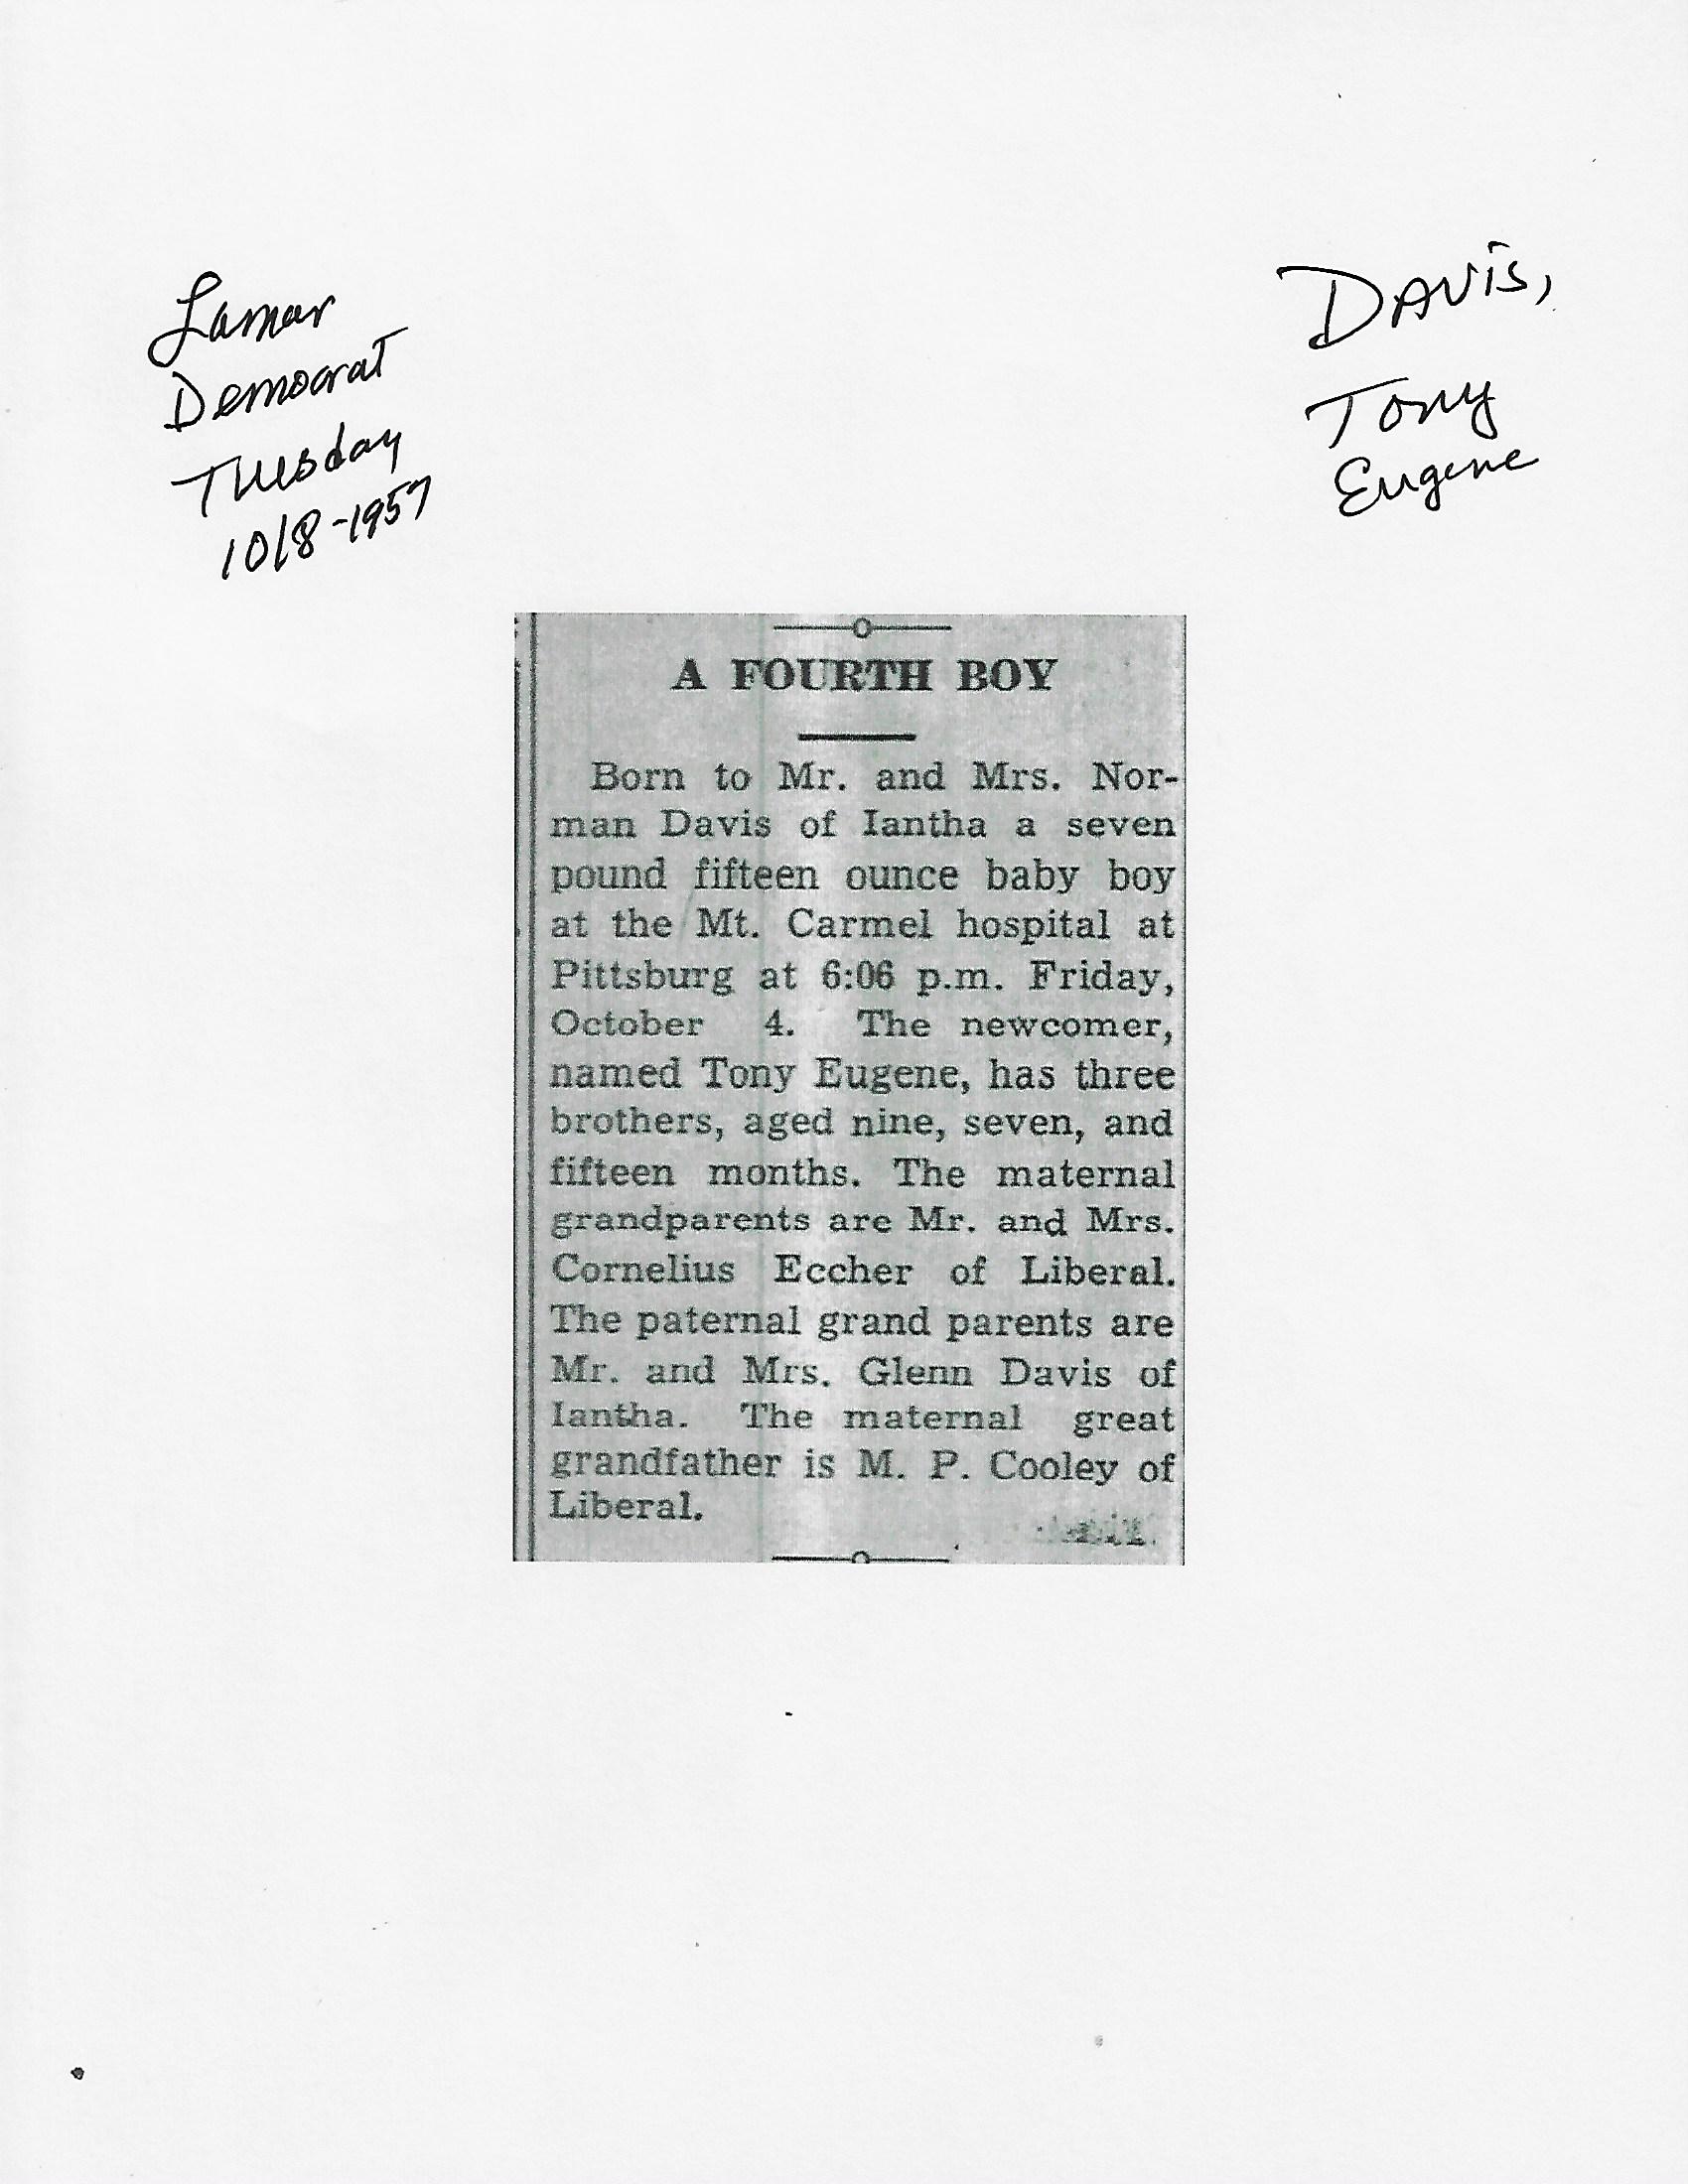 Lamar
Democrat
Tuesday
10/8-1957
DAVIS,
Tony
Eugene
A FOURTH BOY
Born to Mr. and Mrs. Nor-
man Davis of Iantha a seven
pound fifteen ounce baby boy
at the Mt. Carmel hospital at
Pittsburg at 6:06 p.m. Friday,
October 4. The newcomer,
named Tony Eugene, has three
brothers, aged nine, seven, and
fifteen months. The maternal
grandparents are Mr. and Mrs.
Cornelius Eccher of Liberal.
The paternal grand parents are
Mr. and Mrs. Glenn Davis of
Iantha. The maternal great
grandfather is M. P. Cooley of
Liberal.